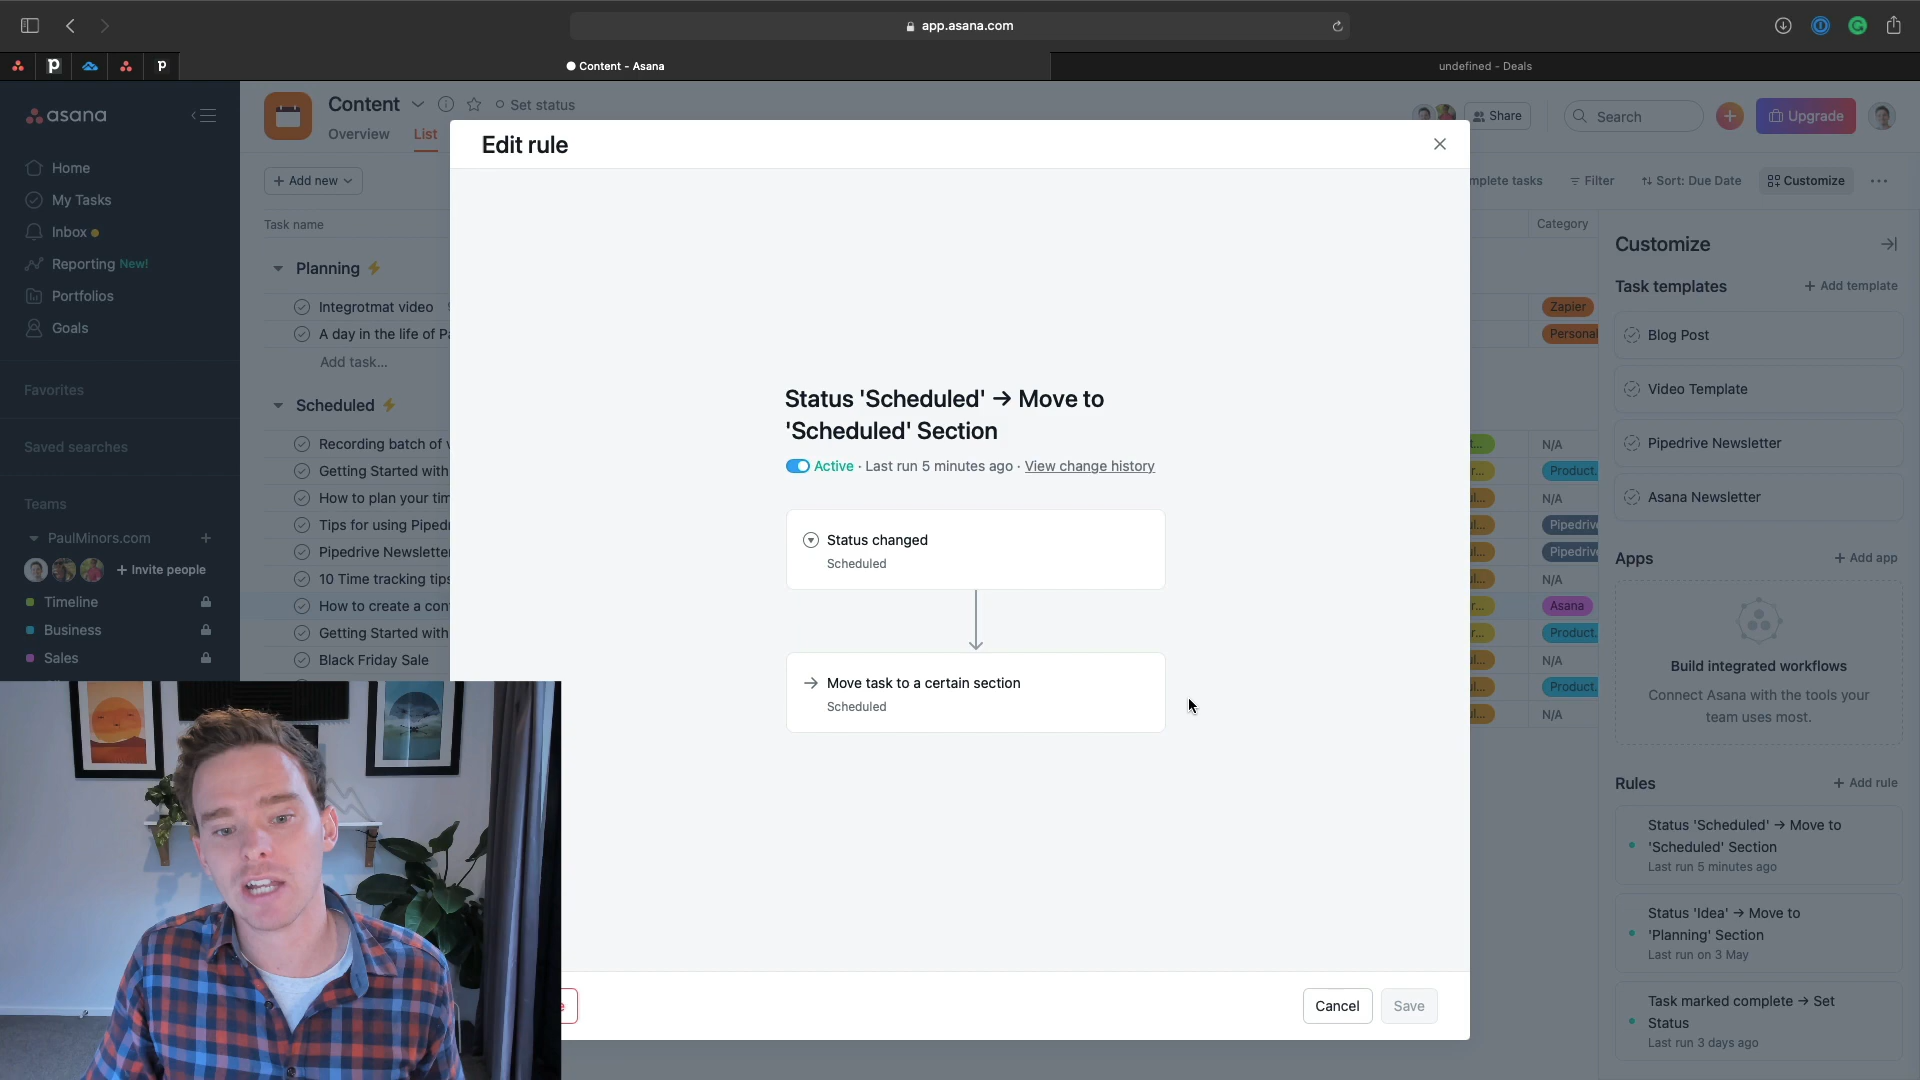 app.asana.com
Content - Asana
undefined - Deals
asana
Content
Set status
Overview
List
Share
Search
Upgrade
Home
My Tasks
Inbox
Reporting New!
Portfolios
Goals
Favorites
Saved searches
Teams
PaulMinors.com
Invite people
Timeline
Business
Sales
+ Add new
Task name
Planning
Integrotmat video
A day in the life of
Add task...
Scheduled
Recording batch of
Getting Started with
How to plan your
Tips for using
Pipedrive Newsletter
10 Time tracking tips
How to create a
Getting Started with
Black Friday Sale
Edit rule
Status 'Scheduled' → Move to
'Scheduled' Section
Active · Last run 5 minutes ago · View change history
Status changed
Scheduled
Move task to a certain section
Scheduled
Cancel
Save
tasks
Filter
Sort: Due Date
Customize
Category
Zapier
Personal
N/A
Product
N/A
N/A
Asana
Product
N/A
Product
N/A
Customize
Task templates
+ Add template
Blog Post
Video Template
Pipedrive Newsletter
Asana Newsletter
Apps
+ Add app
Build integrated workflows
Connect Asana with the tools your
team uses most.
Rules
+ Add rule
Status 'Scheduled' → Move to
'Scheduled' Section
Last run 5 minutes ago
Status 'Idea' → Move to
'Planning' Section
Last run on 3 May
Task marked complete → Set
Status
Last run 3 days ago